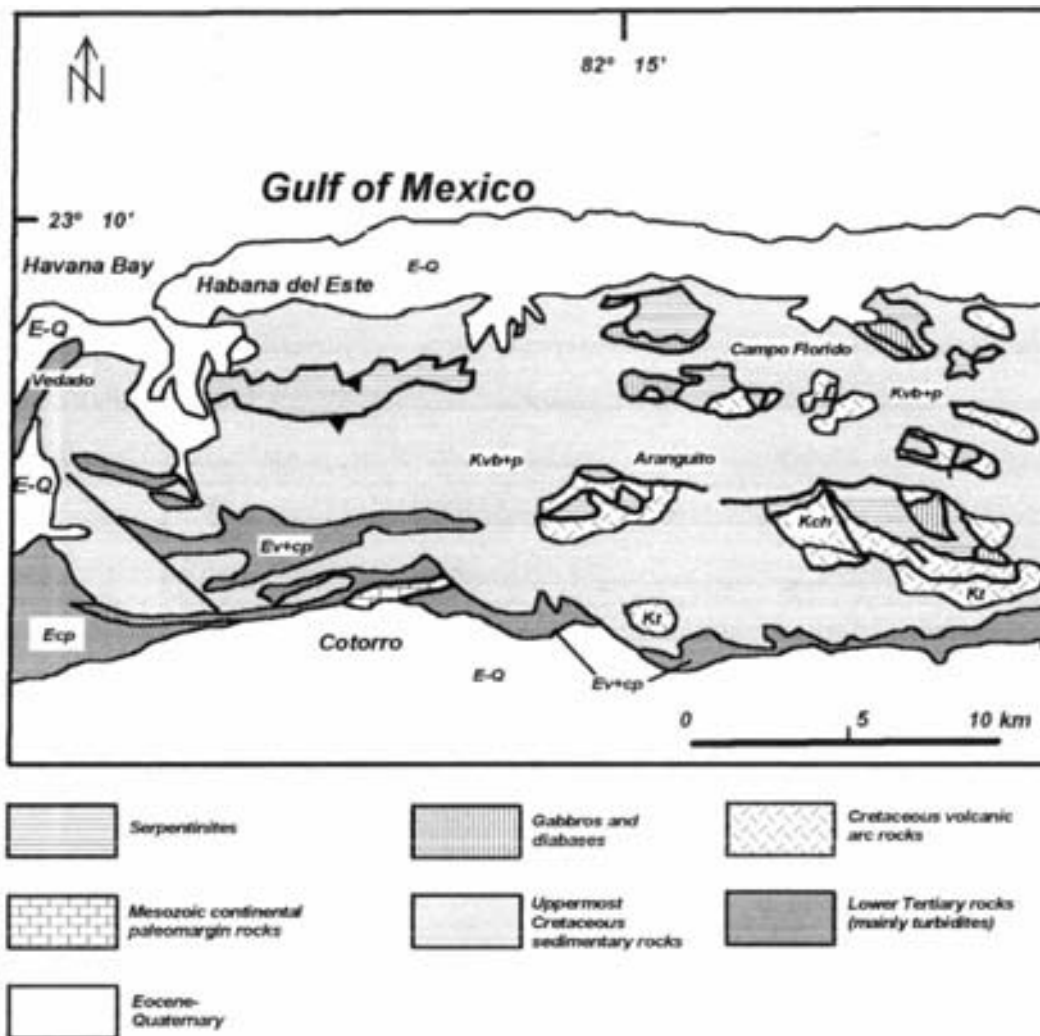 N
82° 15'
Gulf of Mexico
23° 10'
Havana Bay
E-Q
Habana del Este
E-Q
Campo Florido
Vedado
Kvb+p
Kvb+p
Aranguito
E-Q
Kch
Ev+cp
Kt
Ecp
Kt
Cotorro
E-Q
Ev+cp
0 5 10 km
Serpentinites
Gabbros and
diabases
Cretaceous volcanic
arc rocks
Mesozoic continental
paleomargin rocks
Uppermost
Cretaceous
sedimentary rocks
Lower Tertiary rocks
(mainly turbidites)
Eocene-
Quaternary